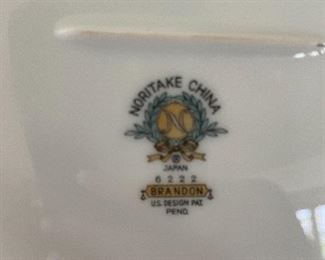 NORITAKE CHINA
N
®
JAPAN
6222
BRANDON
U.S. DESIGN PAT.
PEND.